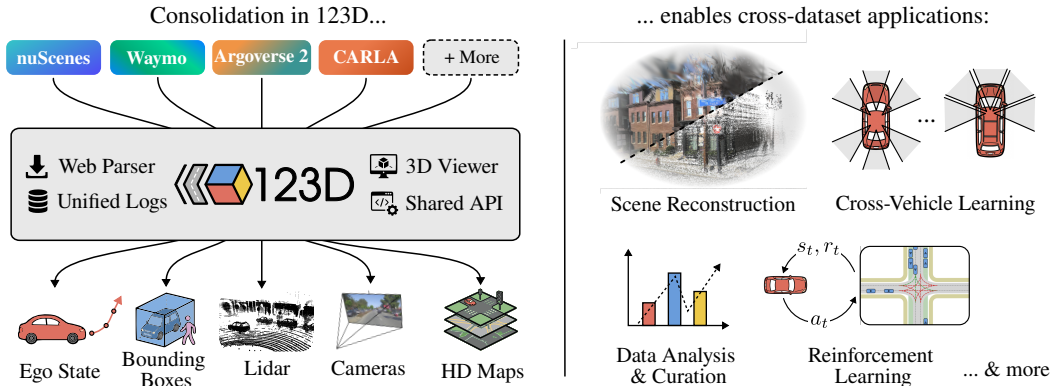 Consolidation in 123D...
nuScenes
Waymo
Argoverse 2
CARLA
+ More
Web Parser
Unified Logs
123D
3D Viewer
Shared API
Ego State
Bounding
Boxes
Lidar
Cameras
HD Maps
... enables cross-dataset applications:
...
Scene Reconstruction
Cross-Vehicle Learning
Data Analysis
& Curation
s_t, r_t
a_t
Reinforcement
Learning
... & more